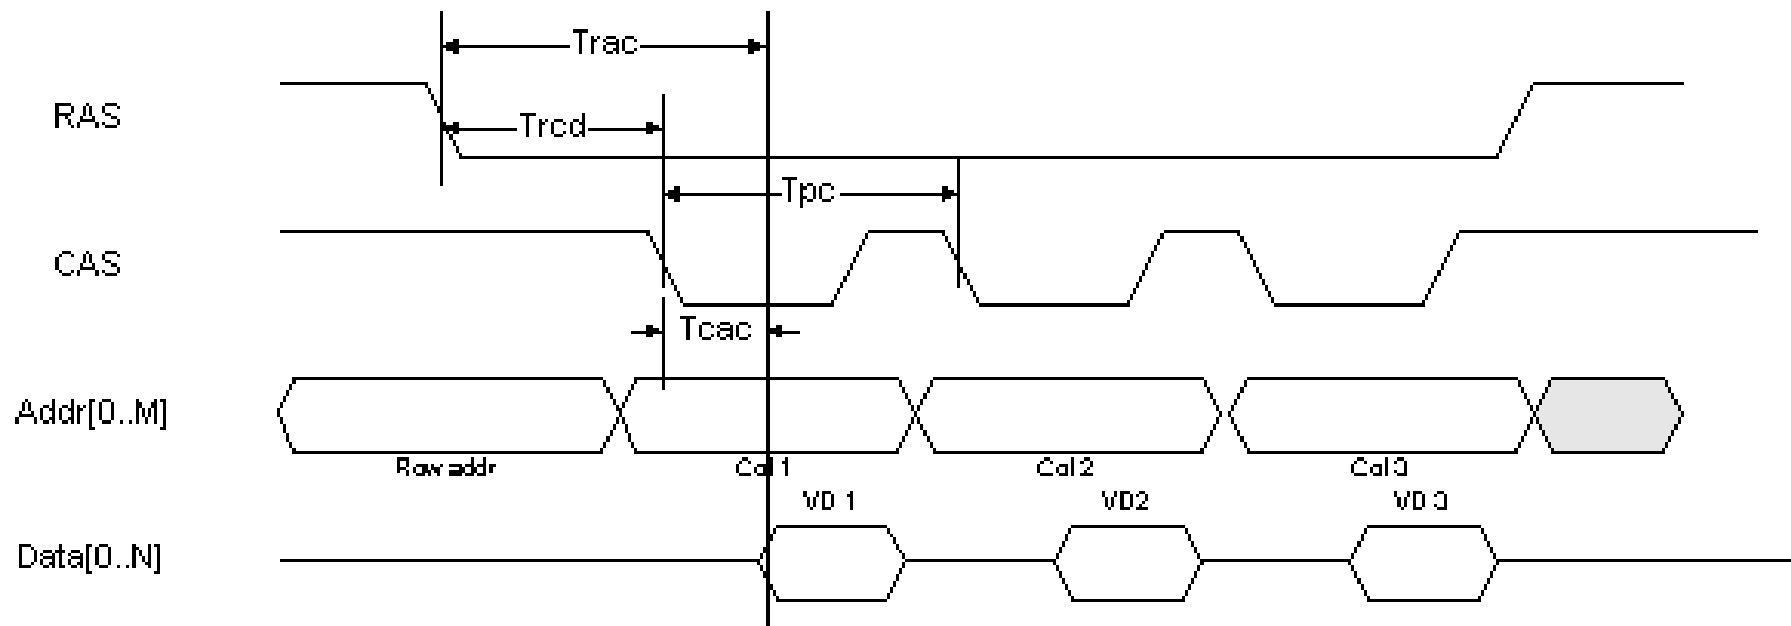 Trac
RAS
Trcd
Tpc
CAS
Tcac
Addr[0..M]
Row addr Col 1 Col 2 Col 3
VD 1 VD2 VD 3
Data[0..N]